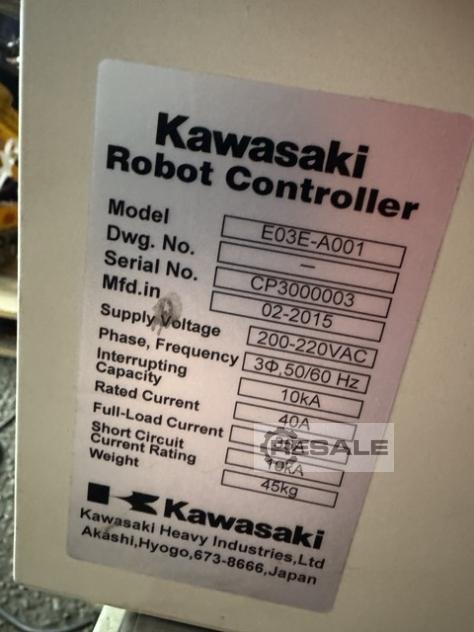 Kawasaki
Robot Controller
Model E03E-A001
Dwg. No. —
Serial No. CP3000003
Mfd.in 02-2015
Supply Voltage 200-220VAC
Phase, Frequency 3Φ,50/60 Hz
Interrupting
Capacity 10kA
Rated Current 40A
Full-Load Current
Short Circuit
Current Rating 10kA
Weight 45kg
RESALE
Kawasaki
Kawasaki Heavy Industries,Ltd
Akashi,Hyogo,673-8666,Japan